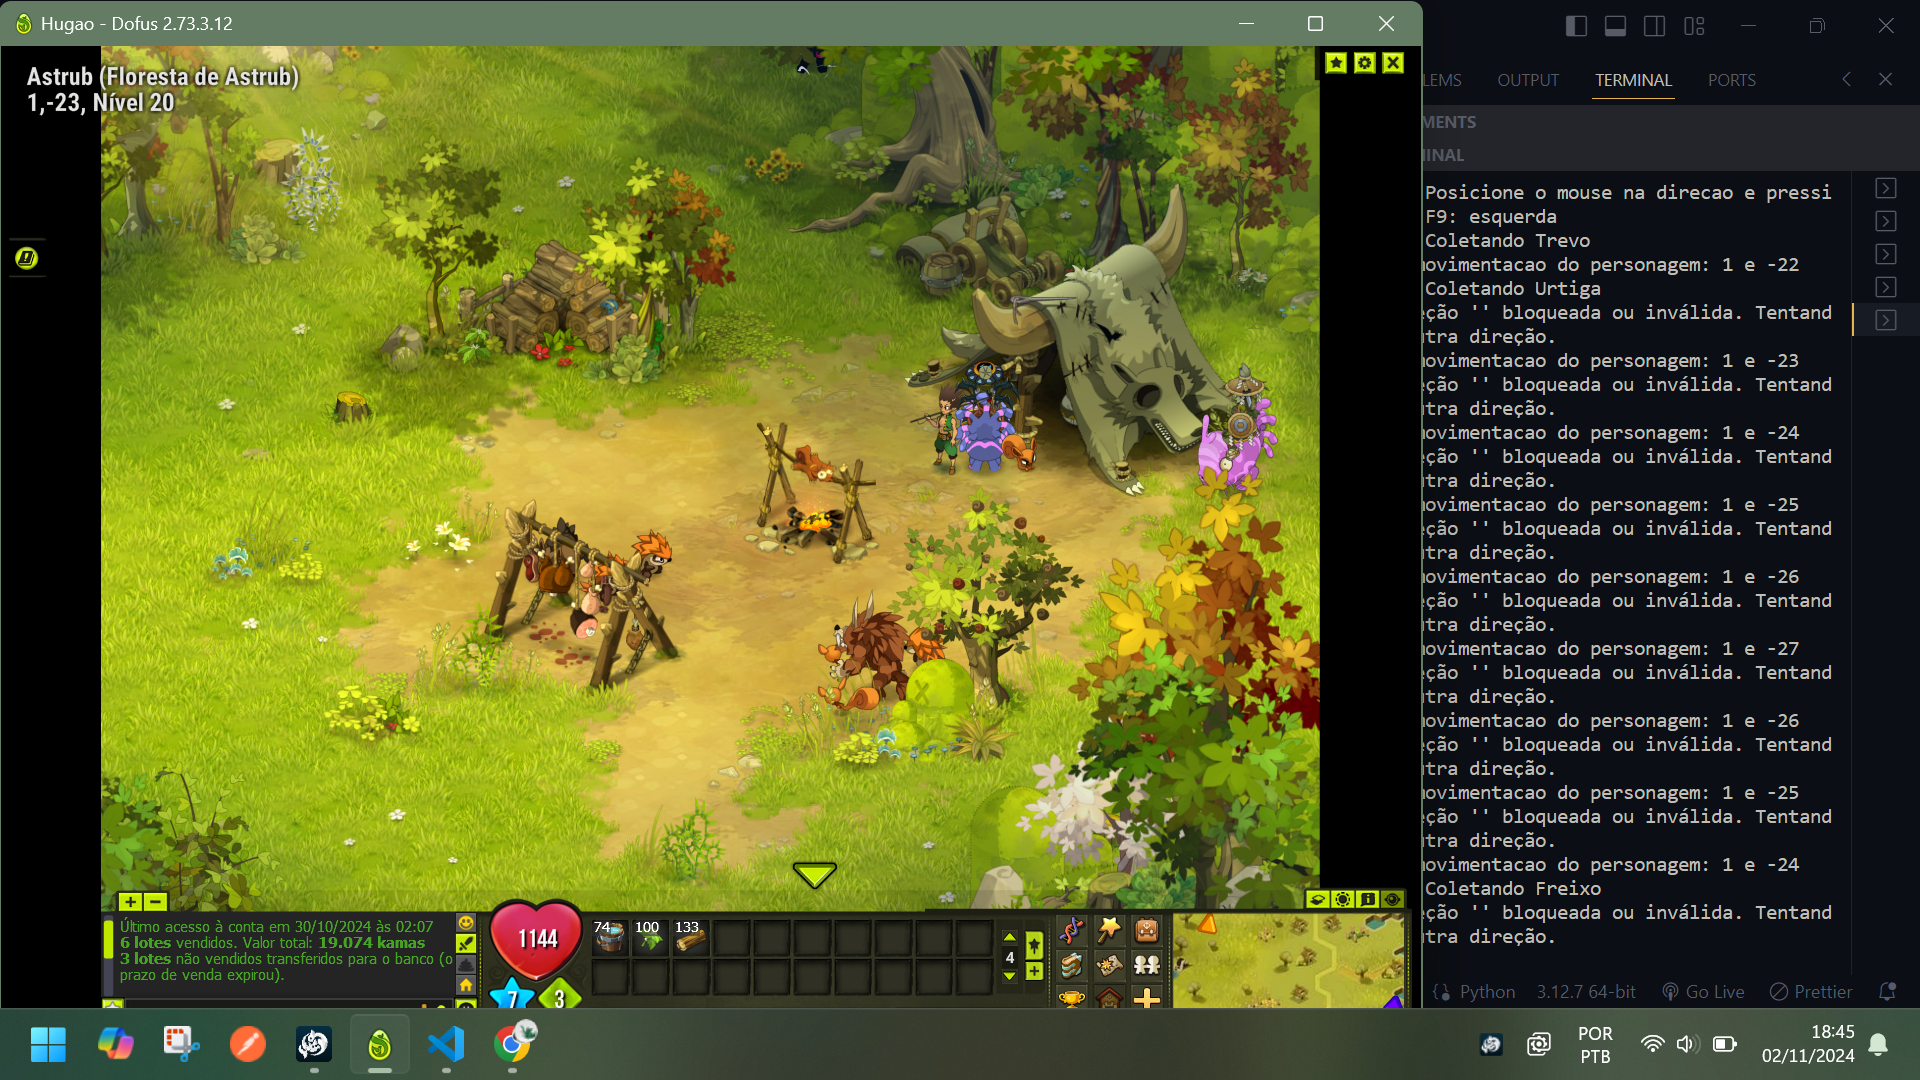 Hugao - Dofus 2.73.3.12
Astrub (Floresta de Astrub)
1,-23, Nível 20
LEMS OUTPUT TERMINAL PORTS
MENTS
INAL
Posicione o mouse na direcao e pressi
F9: esquerda
Coletando Trevo
ovimentacao do personagem: 1 e -22
Coletando Urtiga
ção '' bloqueada ou inválida. Tentand
tra direção.
ovimentacao do personagem: 1 e -23
ção '' bloqueada ou inválida. Tentand
tra direção.
ovimentacao do personagem: 1 e -24
ção '' bloqueada ou inválida. Tentand
tra direção.
ovimentacao do personagem: 1 e -25
ção '' bloqueada ou inválida. Tentand
tra direção.
ovimentacao do personagem: 1 e -26
ção '' bloqueada ou inválida. Tentand
tra direção.
ovimentacao do personagem: 1 e -27
ção '' bloqueada ou inválida. Tentand
tra direção.
ovimentacao do personagem: 1 e -26
ção '' bloqueada ou inválida. Tentand
tra direção.
ovimentacao do personagem: 1 e -25
ção '' bloqueada ou inválida. Tentand
tra direção.
ovimentacao do personagem: 1 e -24
Coletando Freixo
ção '' bloqueada ou inválida. Tentand
tra direção.
Último acesso à conta em 30/10/2024 às 02:07
6 lotes vendidos. Valor total: 19.074 kamas
3 lotes não vendidos transferidos para o banco (o
prazo de venda expirou).
1144
7 3
74 100 133
4
Python 3.12.7 64-bit Go Live Prettier
POR
PTB
18:45
02/11/2024